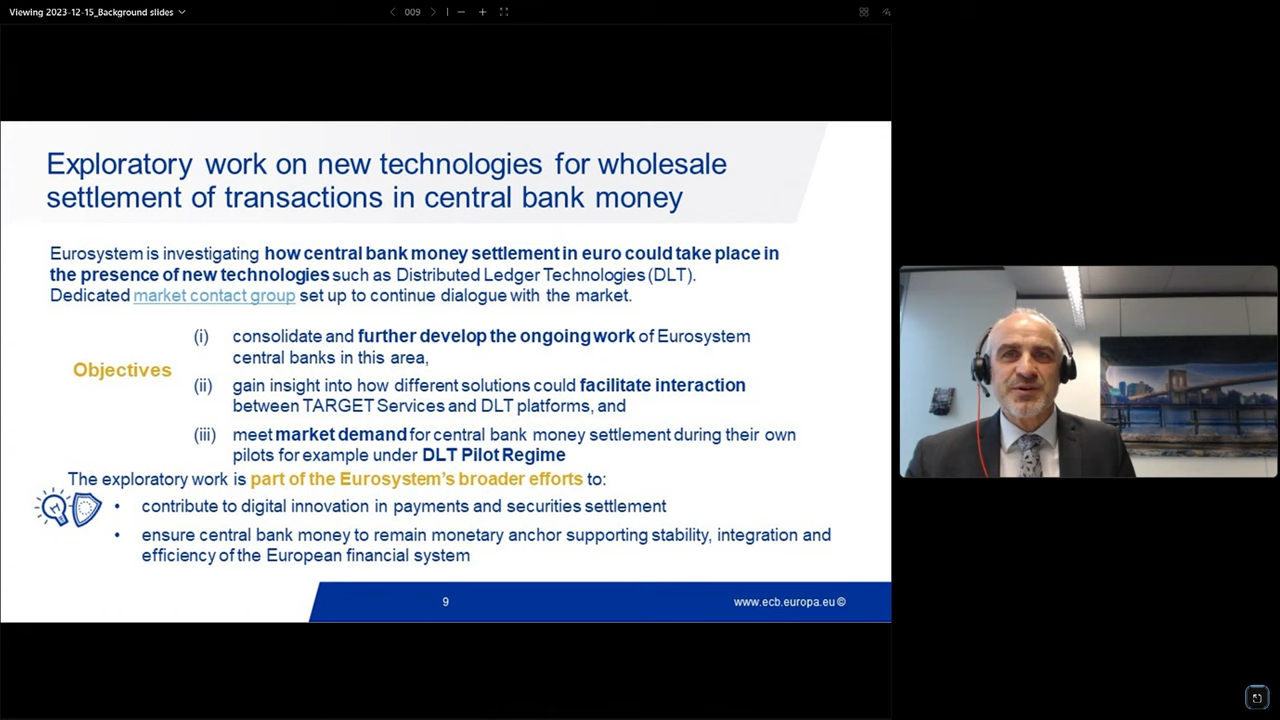 Viewing 2023-12-15_Background slides
009
Exploratory work on new technologies for wholesale
settlement of transactions in central bank money
Eurosystem is investigating how central bank money settlement in euro could take place in
the presence of new technologies such as Distributed Ledger Technologies (DLT).
Dedicated market contact group set up to continue dialogue with the market.
Objectives
(i) consolidate and further develop the ongoing work of Eurosystem
central banks in this area,
(ii) gain insight into how different solutions could facilitate interaction
between TARGET Services and DLT platforms, and
(iii) meet market demand for central bank money settlement during their own
pilots for example under DLT Pilot Regime
The exploratory work is part of the Eurosystem's broader efforts to:
• contribute to digital innovation in payments and securities settlement
• ensure central bank money to remain monetary anchor supporting stability, integration and
efficiency of the European financial system
9
www.ecb.europa.eu ©